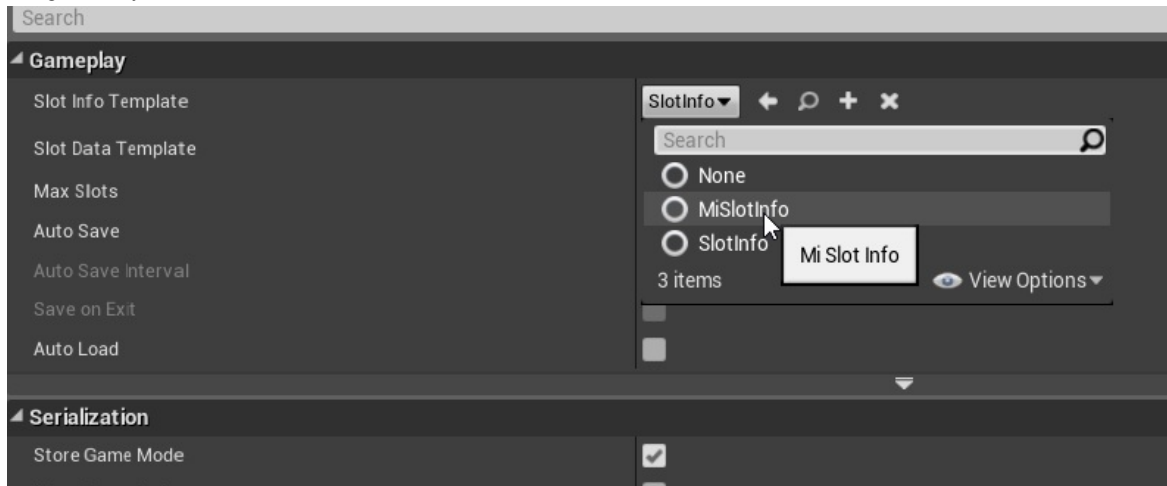 Search
Gameplay
Slot Info Template
SlotInfo
Search
Slot Data Template
None
Max Slots
MiSlotInfo
Auto Save
SlotInfo
Mi Slot Info
Auto Save Interval
3 items
View Options
Save on Exit
Auto Load
Serialization
Store Game Mode